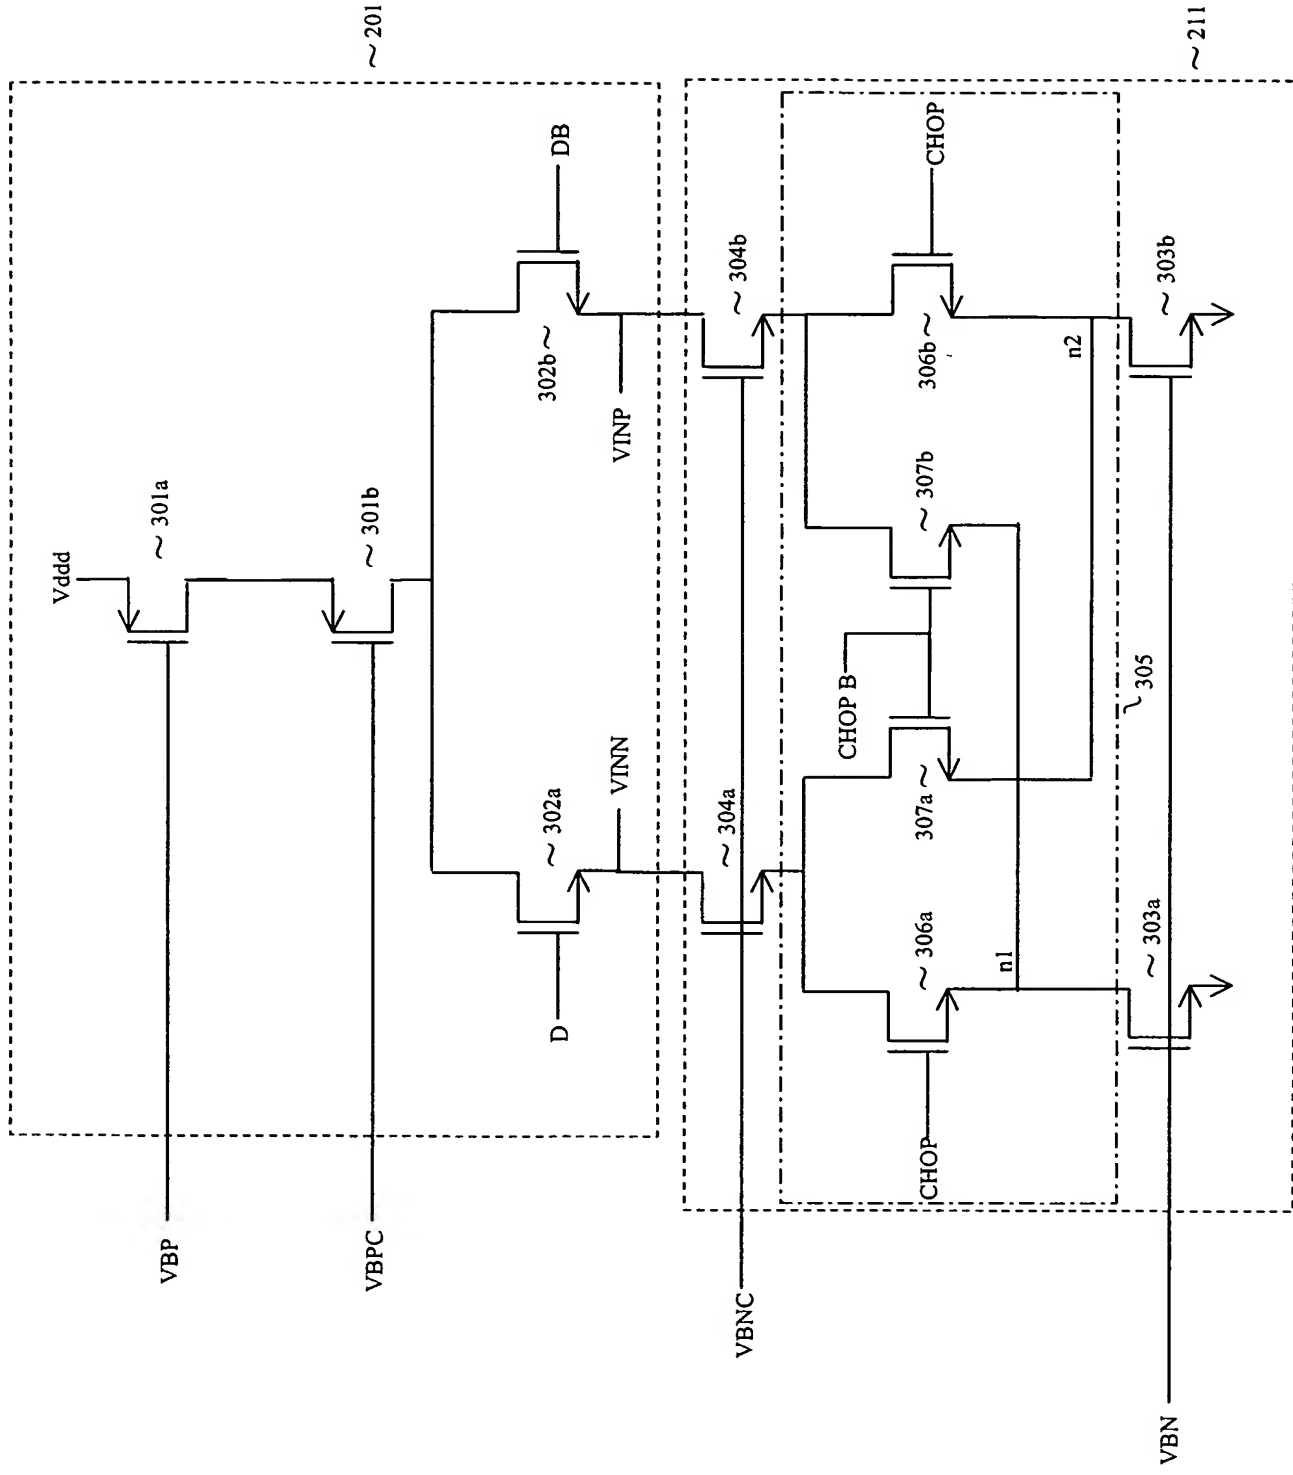 201
Vddd
301a
VBP
301b
VBPC
DB
302b
VINP
302a
VINN
D
211
304b
304a
VBNC
CHOP
306b
307b
CHOP B
307a
306a
CHOP
n1
n2
305
303b
303a
VBN